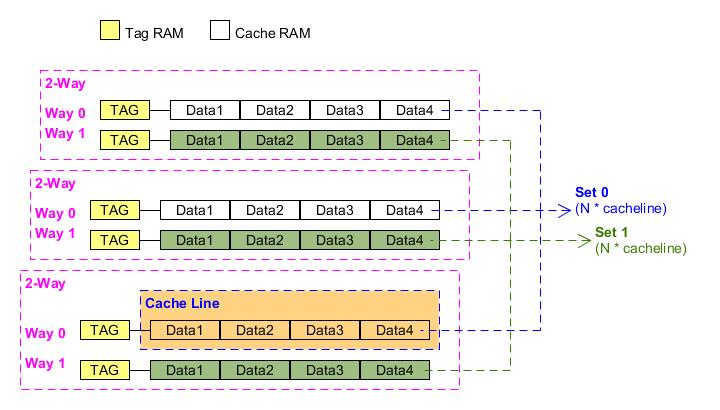 Tag RAM
Cache RAM
2-Way
Way 0
TAG
Data1
Data2
Data3
Data4
Way 1
TAG
Data1
Data2
Data3
Data4
2-Way
Way 0
TAG
Data1
Data2
Data3
Data4
Way 1
TAG
Data1
Data2
Data3
Data4
Set 0
(N * cacheline)
Set 1
(N * cacheline)
2-Way
Cache Line
Way 0
TAG
Data1
Data2
Data3
Data4
Way 1
TAG
Data1
Data2
Data3
Data4